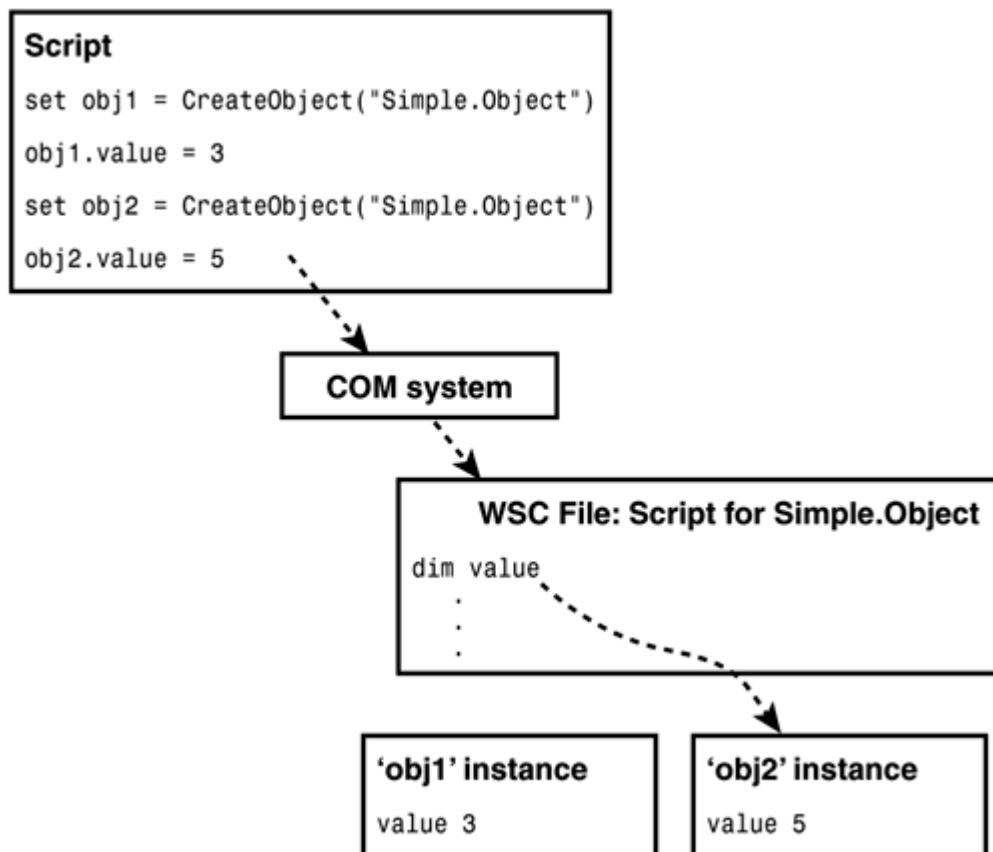 Script
set obj1 = CreateObject("Simple.Object")
obj1.value = 3
set obj2 = CreateObject("Simple.Object")
obj2.value = 5
COM system
WSC File: Script for Simple.Object
dim value
.
.
.
‘obj1’ instance
value 3
‘obj2’ instance
value 5